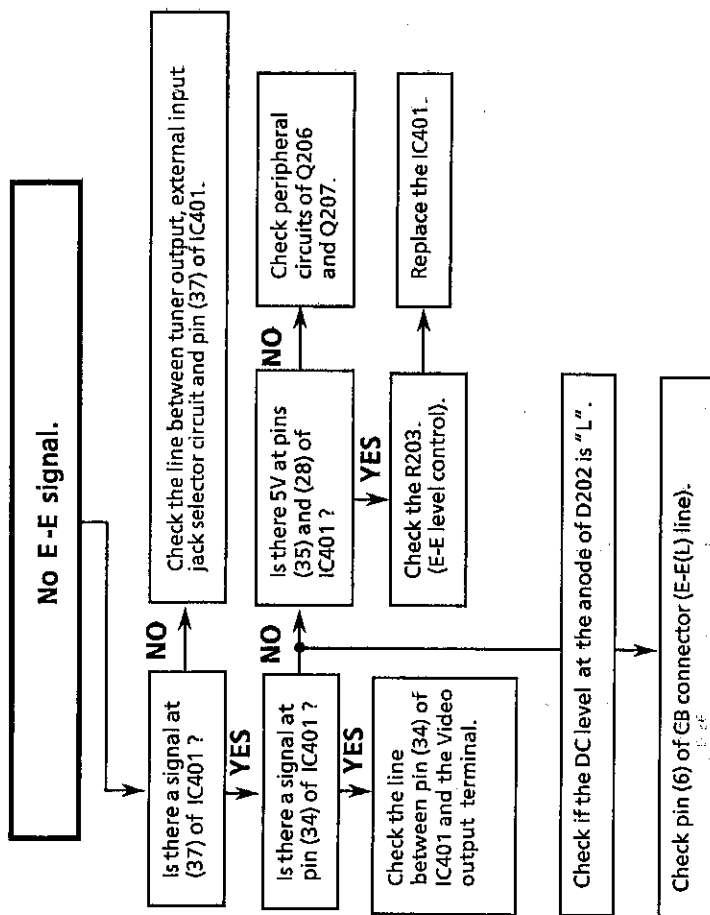 No E-E signal.
Is there a signal at
(37) of IC401 ?
NO
Check the line between tuner output, external input
jack selector circuit and pin (37) of IC401.
YES
Is there a signal at
pin (34) of IC401 ?
NO
Is there 5V at pins
(35) and (28) of
IC401 ?
NO
Check peripheral
circuits of Q206
and Q207.
YES
Check the R203.
(E-E level control).
Replace the IC401.
YES
Check the line
between pin (34) of
IC401 and the Video
output terminal.
Check if the DC level at the anode of D202 is "L".
Check pin (6) of CB connector (E-E(L) line).